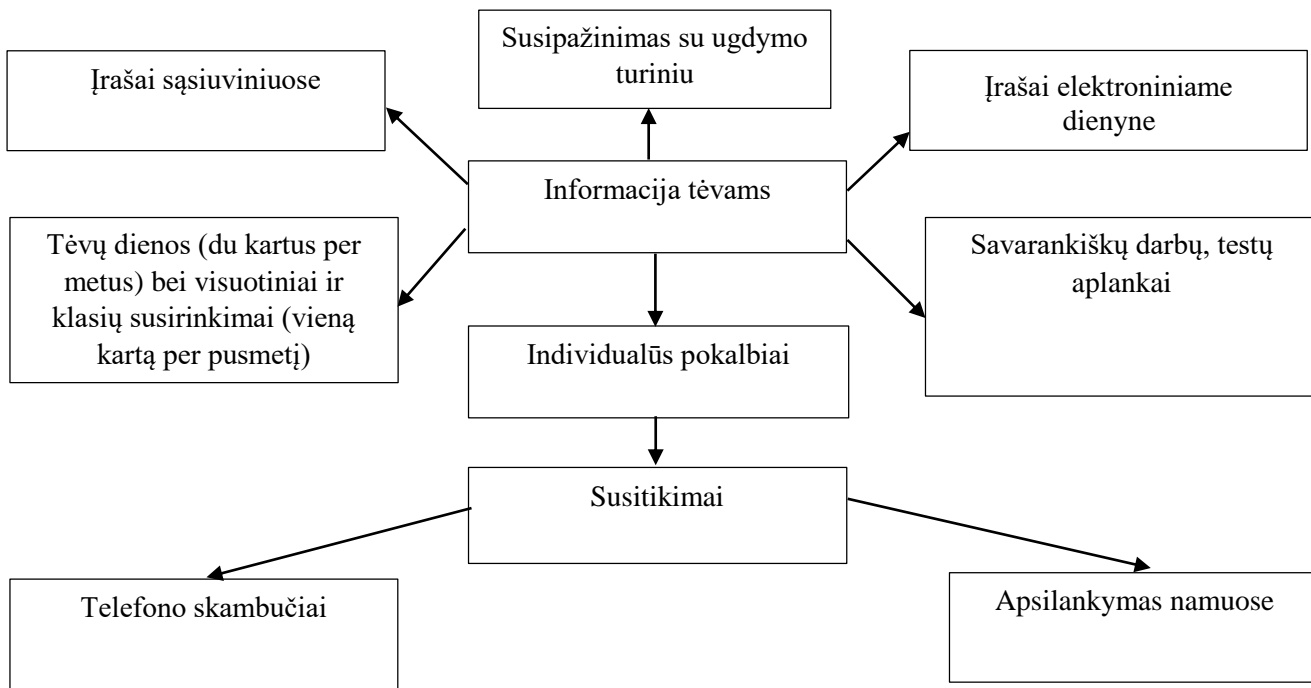 Susipažinimas su ugdymo
turiniu
Įrašai sąsiuviniuose
Įrašai elektroniniame
dienyne
Informacija tėvams
Tėvų dienos (du kartus per
metus) bei visuotiniai ir
klasių susirinkimai (vieną
kartą per pusmetį)
Savarankiškų darbų, testų
aplankai
Individualūs pokalbiai
Susitikimai
Telefono skambučiai
Apsilankymas namuose